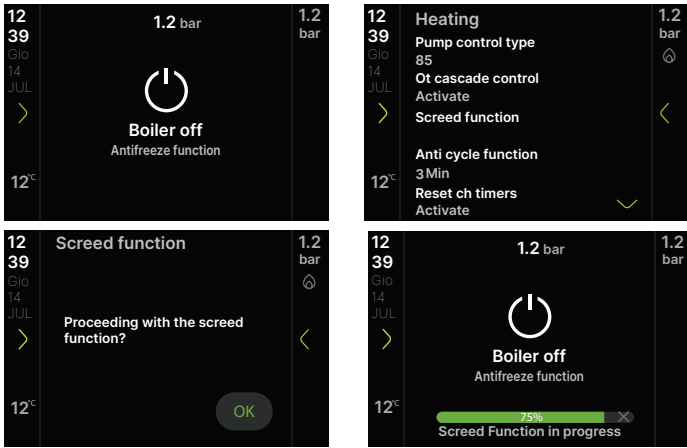 12
39
Gio
14
JUL
12°C
1.2 bar
Boiler off
Antifreeze function
1.2
bar
12
39
Gio
14
JUL
12°C
Heating
Pump control type
85
Ot cascade control
Activate
Screed function
Anti cycle function
3 Min
Reset ch timers
Activate
1.2
bar
12
39
Gio
14
JUL
12°C
Screed function
Proceeding with the screed
function?
OK
1.2
bar
12
39
Gio
14
JUL
12°C
1.2 bar
Boiler off
Antifreeze function
75%
Screed Function in progress
1.2
bar